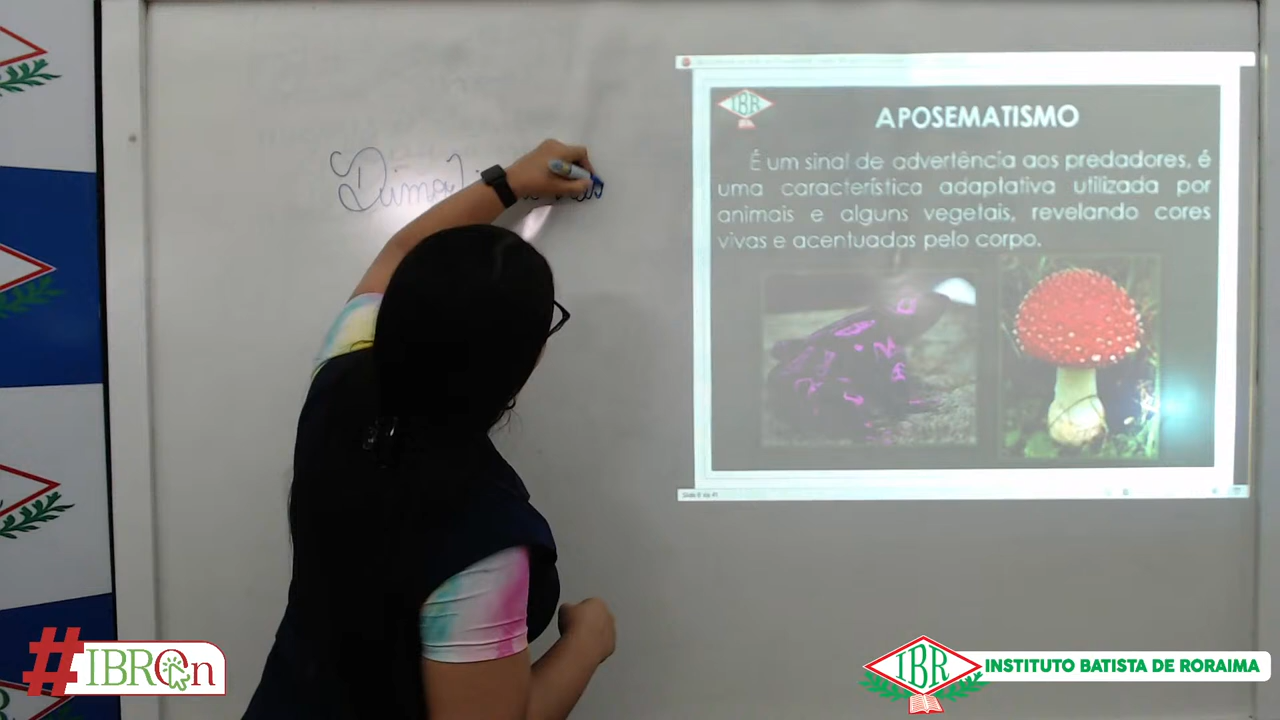 IBR
APOSEMATISMO
É um sinal de advertência aos predadores, é
uma característica adaptativa utilizada por
animais e alguns vegetais, revelando cores
vivas e acentuadas pelo corpo.
#IBROn
IBR
INSTITUTO BATISTA DE RORAIMA